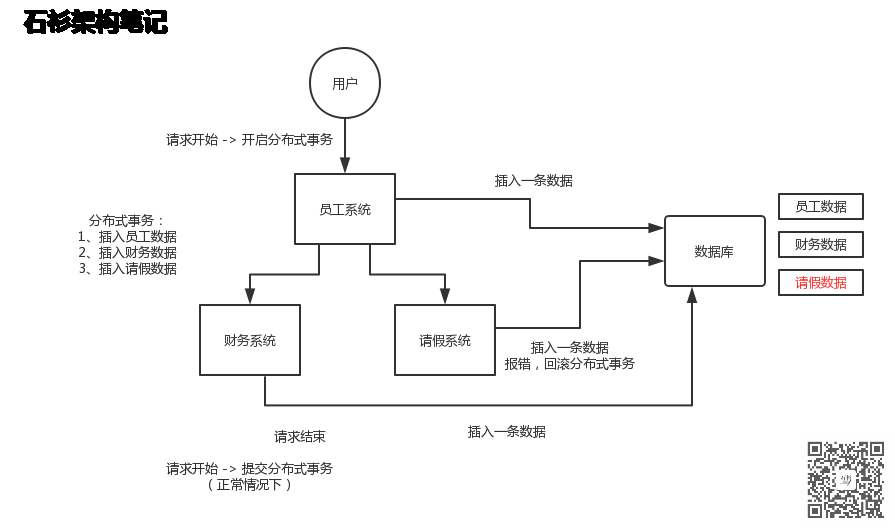 石杉架构笔记
用户
请求开始 -> 开启分布式事务
插入一条数据
员工系统
员工数据
分布式事务：
1、插入员工数据
2、插入财务数据
3、插入请假数据
数据库
财务数据
请假数据
财务系统
请假系统
插入一条数据
报错，回滚分布式事务
请求结束
插入一条数据
请求开始 -> 提交分布式事务
（正常情况下）